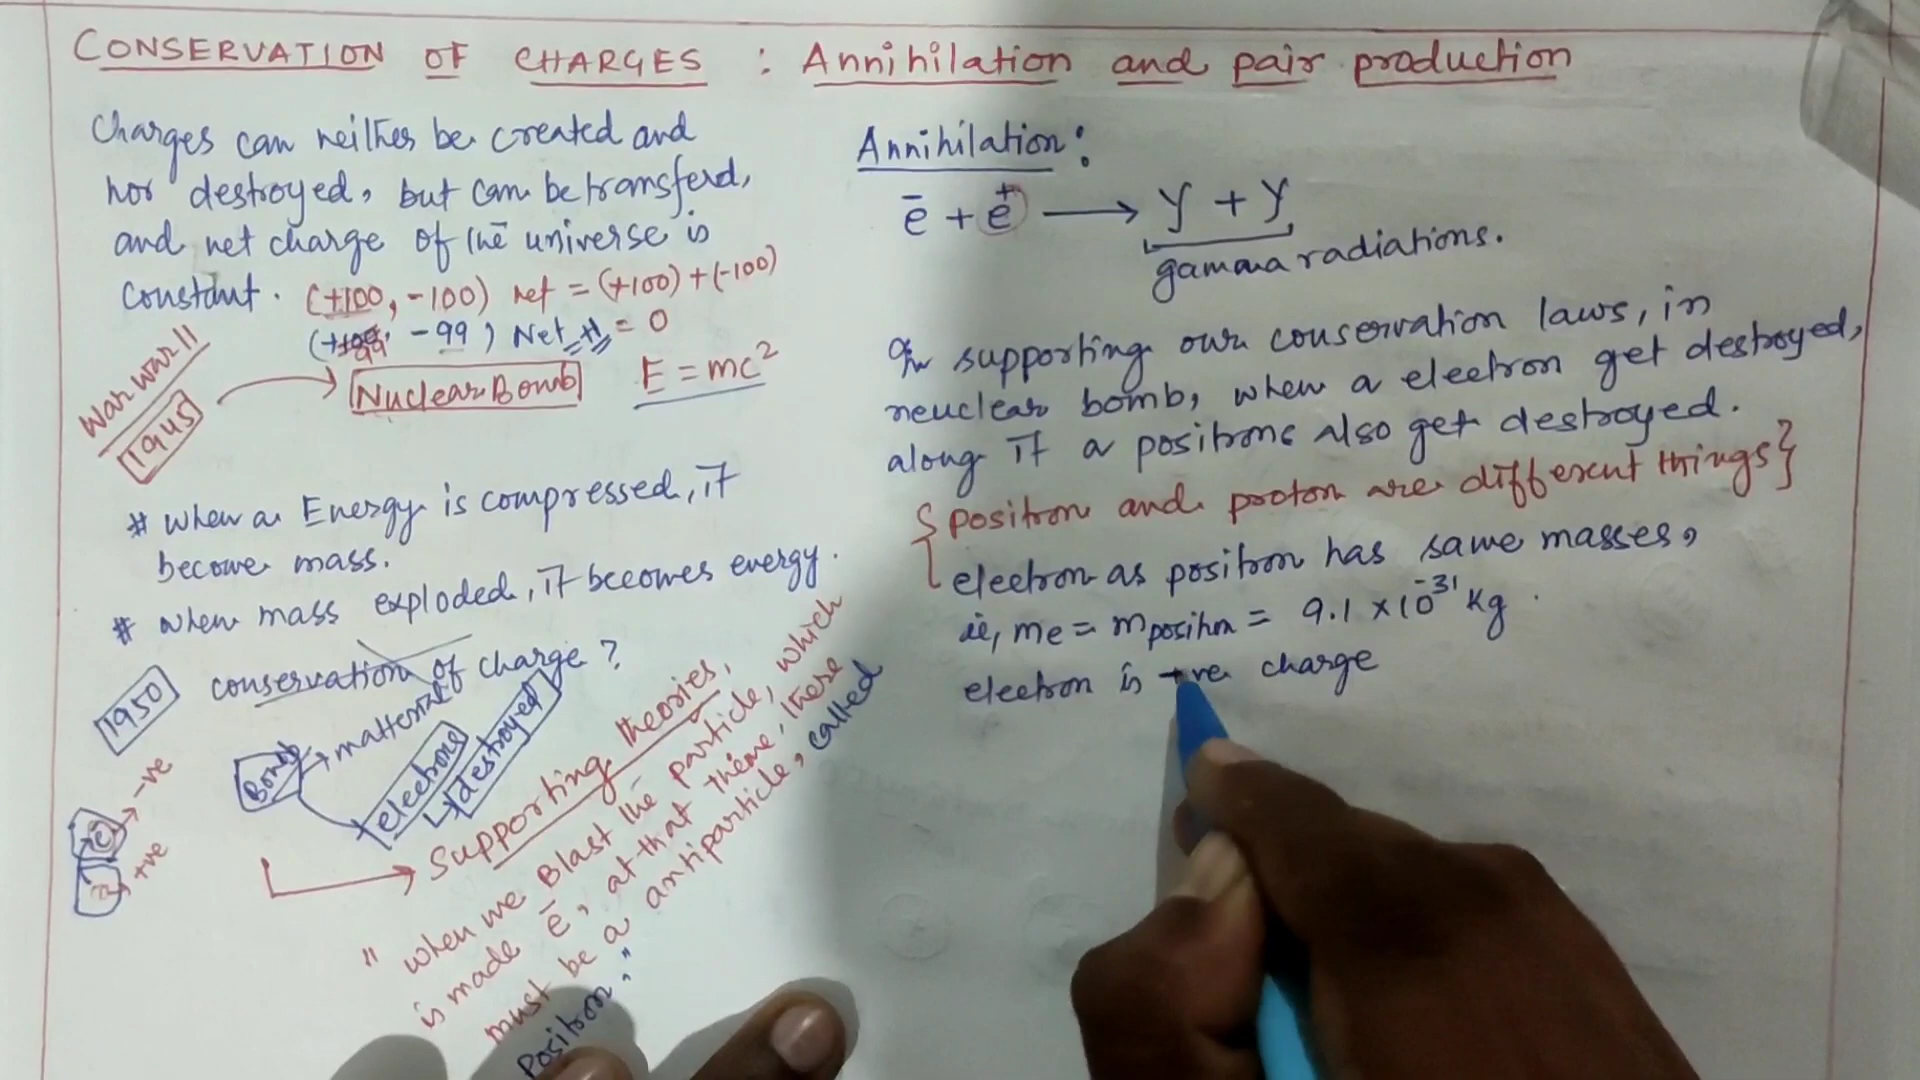 CONSERVATION OF CHARGES : Annihilation and pair production
Charges can neither be created and
nor destroyed, but can be transferd,
and net charge of the universe is
constant. (+100, -100) net = (+100) + (-100)
-99) Net = 0
War war II
1945
Nuclear Bomb
E = mc²
# when a Energy is compressed, it
become mass.
# when mass exploded, it becomes energy.
1950
conservation of charge?
Bomb
electrons
destroyed
-ve
+ve
Supporting theories,
" when we Blast the particle, which
is made ē, at that theme, there
must be a antiparticle, called
Positron."
Annihilation:
ē + e⁺ → γ + γ
gamma radiations.
In supporting our conservation laws, in
neuclear bomb, when a electron get destroyed,
along it a positrons also get destroyed.
{ positron and proton are different things }
electron as positron has same masses,
ie, me = mpositron = 9.1 × 10⁻³¹ kg.
electron is +ve charge